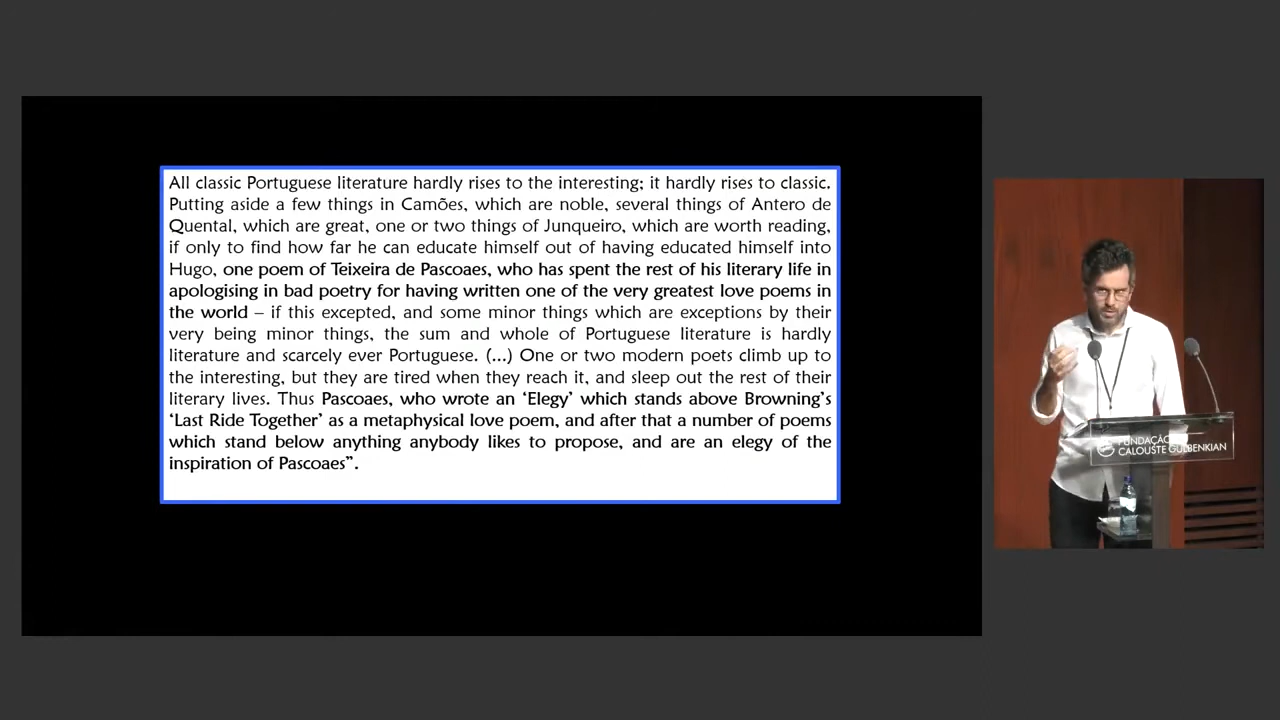 All classic Portuguese literature hardly rises to the interesting; it hardly rises to classic.
Putting aside a few things in Camões, which are noble, several things of Antero de
Quental, which are great, one or two things of Junqueiro, which are worth reading,
if only to find how far he can educate himself out of having educated himself into
Hugo, one poem of Teixeira de Pascoaes, who has spent the rest of his literary life in
apologising in bad poetry for having written one of the very greatest love poems in
the world – if this excepted, and some minor things which are exceptions by their
very being minor things, the sum and whole of Portuguese literature is hardly
literature and scarcely ever Portuguese. (...) One or two modern poets climb up to
the interesting, but they are tired when they reach it, and sleep out the rest of their
literary lives. Thus Pascoaes, who wrote an ‘Elegy’ which stands above Browning’s
‘Last Ride Together’ as a metaphysical love poem, and after that a number of poems
which stand below anything anybody likes to propose, and are an elegy of the
inspiration of Pascoaes”.
FUNDAÇÃO
CALOUSTE GULBENKIAN